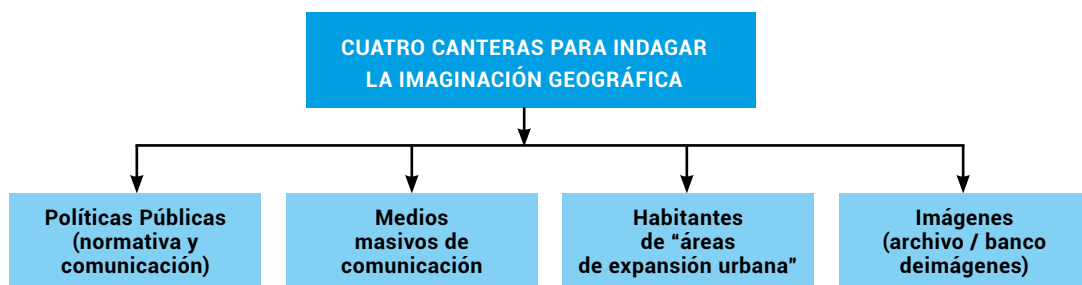 CUATRO CANTERAS PARA INDAGAR
LA IMAGINACIÓN GEOGRÁFICA
Políticas Públicas
(normativa y
comunicación)
Medios
masivos de
comunicación
Habitantes
de “áreas
de expansión urbana”
Imágenes
(archivo / banco
deimágenes)